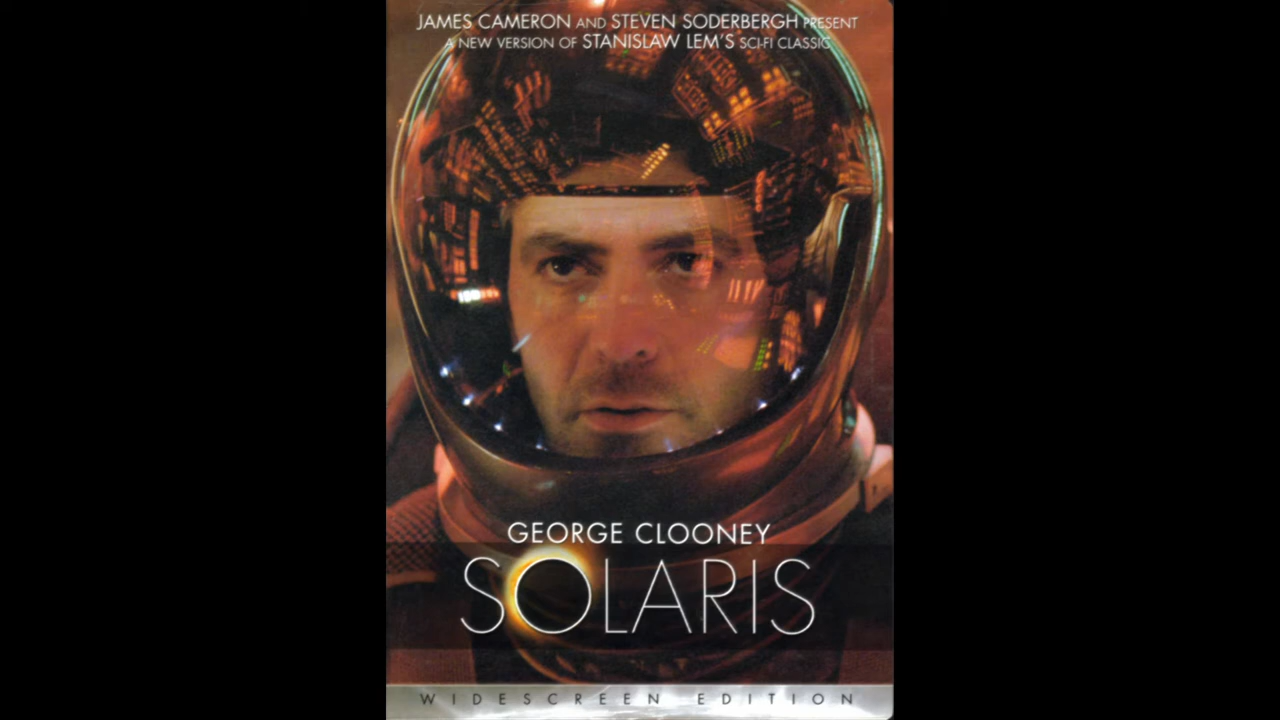 JAMES CAMERON AND STEVEN SODERBERGH PRESENT
A NEW VERSION OF STANISLAW LEM'S SCI-FI CLASSIC
GEORGE CLOONEY
SOLARIS
WIDESCREEN EDITION